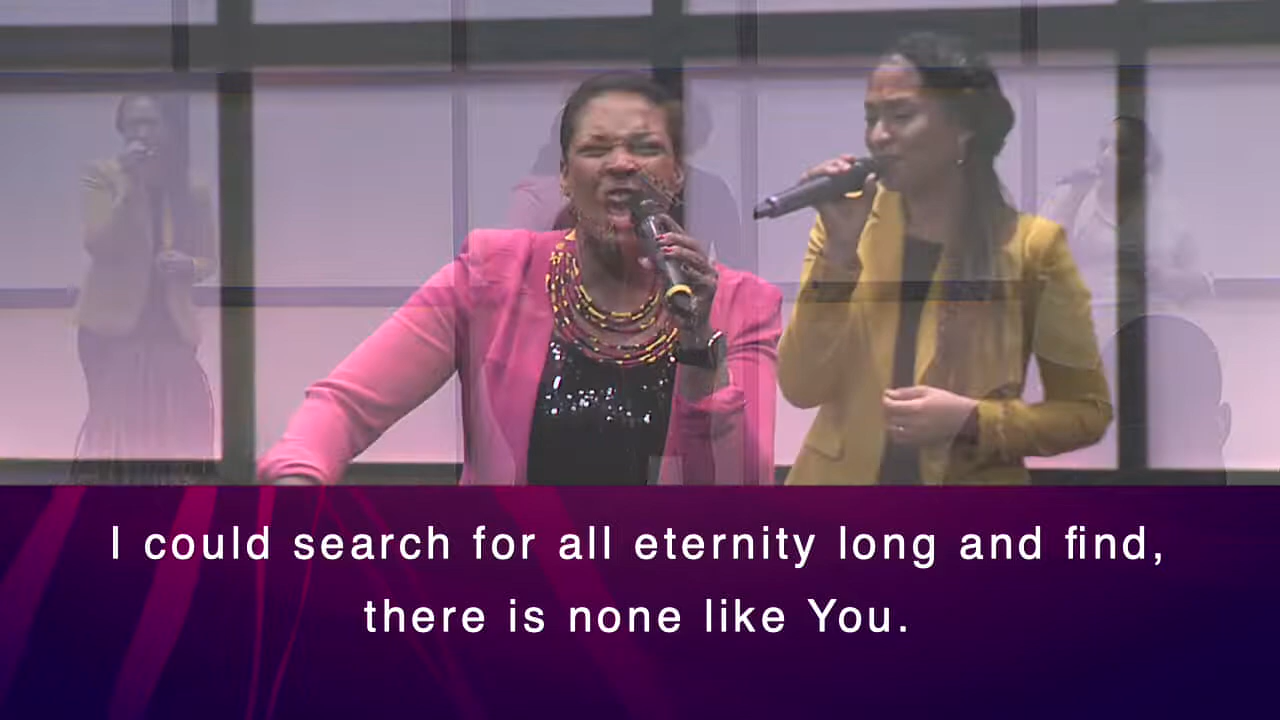 I could search for all eternity long and find,
there is none like You.